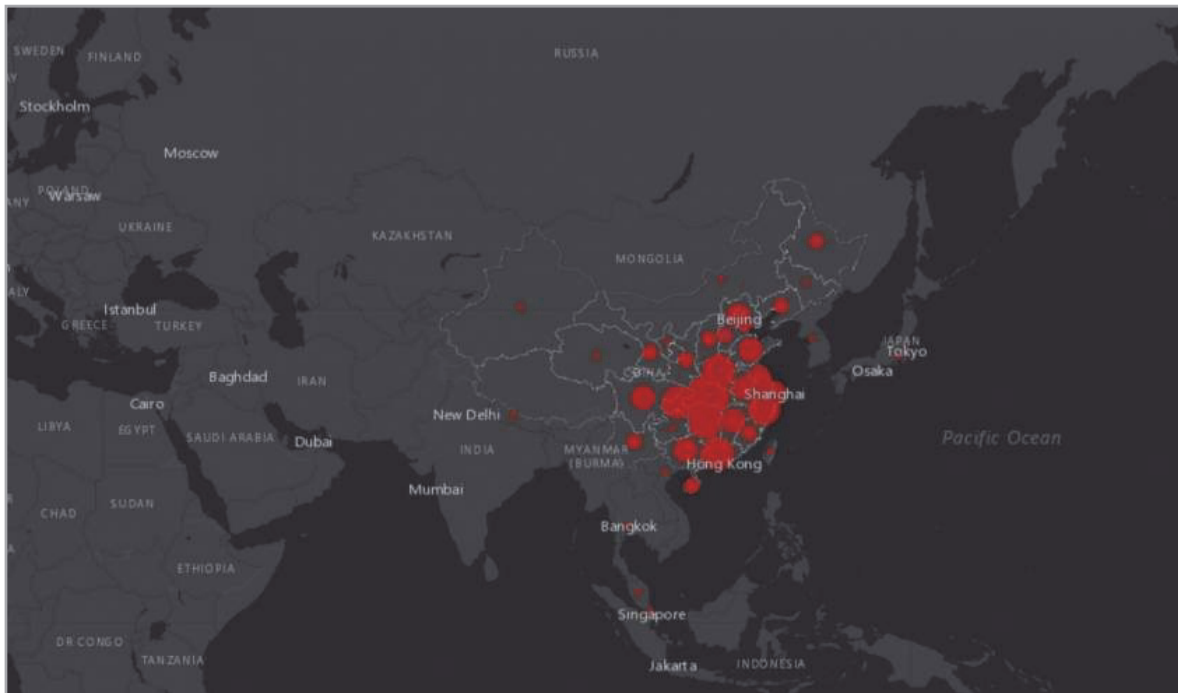 SWEDEN
FINLAND
RUSSIA
Stockholm
Moscow
POLAND
Warsaw
UKRAINE
KAZAKHSTAN
MONGOLIA
Istanbul
GREECE
TURKEY
Beijing
JAPAN
Tokyo
Osaka
Baghdad
IRAN
Shanghai
Cairo
New Delhi
LIBYA
EGYPT
SAUDI ARABIA
Dubai
INDIA
MYANMAR
(BURMA)
Pacific Ocean
Hong Kong
Mumbai
CHAD
SUDAN
Bangkok
ETHIOPIA
Singapore
DR CONGO
TANZANIA
Jakarta
INDONESIA